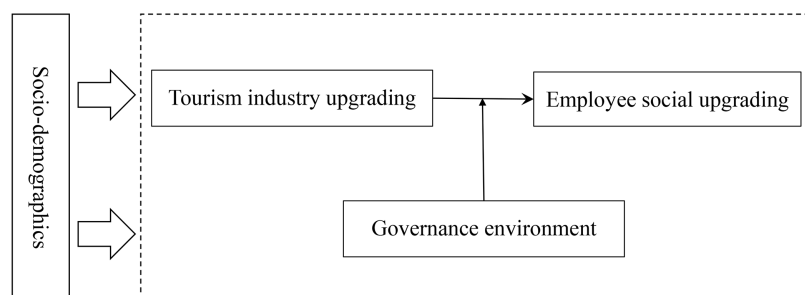 Socio-demographics
Tourism industry upgrading
Employee social upgrading
Governance environment